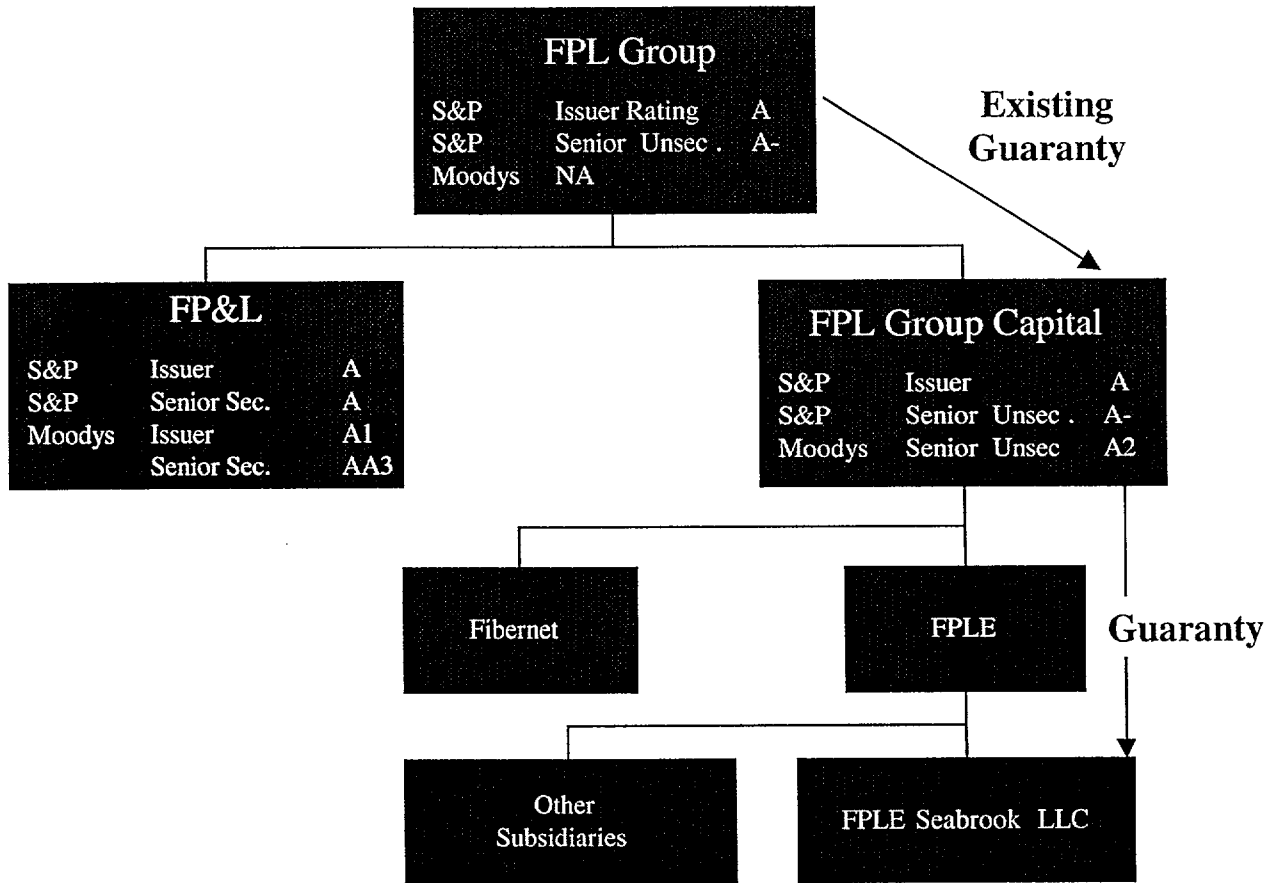 FPL Group
S&P Issuer Rating A
S&P Senior Unsec . A-
Moodys NA
Existing
Guaranty
FP&L
S&P Issuer A
S&P Senior Sec. A
Moodys Issuer A1
Senior Sec. AA3
FPL Group Capital
S&P Issuer A
S&P Senior Unsec . A-
Moodys Senior Unsec A2
Fibernet
FPLE
Guaranty
Other
Subsidiaries
FPLE Seabrook LLC